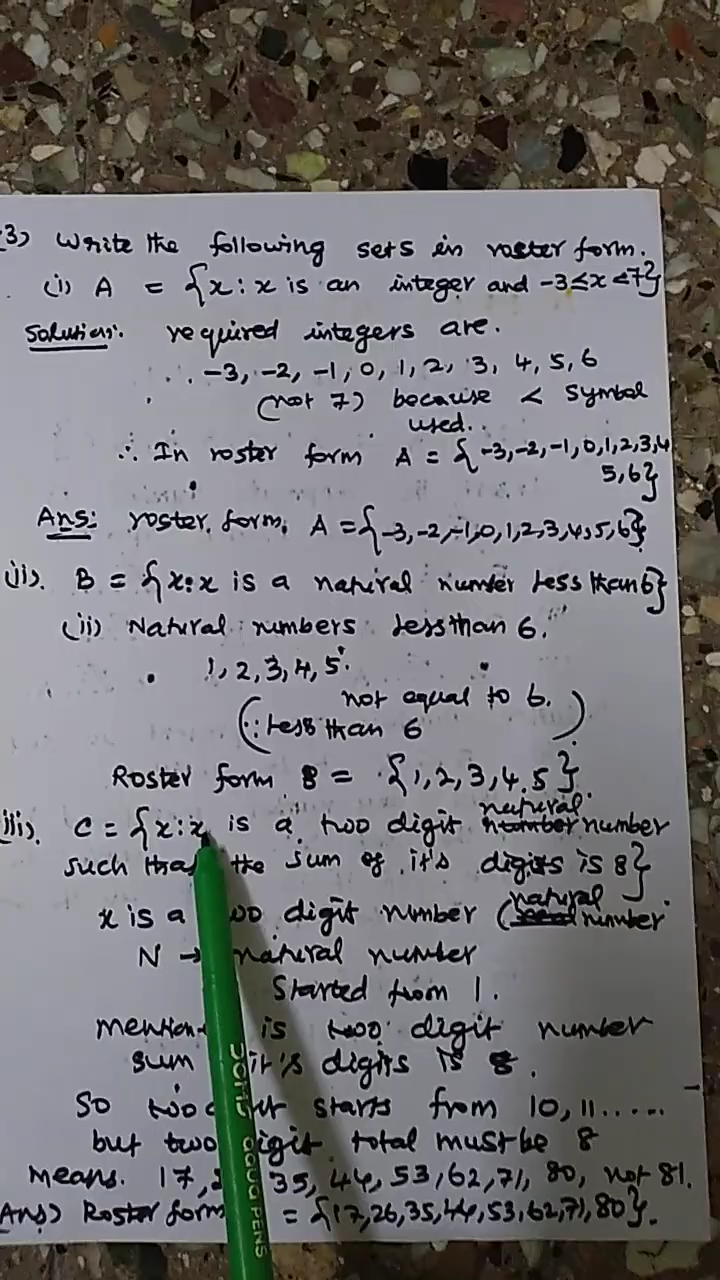 3) Write the following sets in roster form.
(i) A = {x : x is an integer and -3≤x<7}
Solution: required integers are.
-3, -2, -1, 0, 1, 2, 3, 4, 5, 6
(not 7) because < symbol
used..
∴ In roster form A = {-3,-2,-1,0,1,2,3,4
5,6}
Ans: roster form, A = {-3,-2,-1,0,1,2,3,4,5,6}
(ii). B = {x:x is a natural number less than 6}
(ii) Natural numbers less than 6.
1, 2, 3, 4, 5.
not equal to 6.
(∵ less than 6)
Roster form B = {1,2,3,4.5}.
natural
(iii). C = {x:x is a two digit number number
such the sum of it's digits is 8}
natural
x is a digit number ( number
N → natural number
Started from 1.
is two digit number
sum it's digits is 8.
So starts from 10, 11.....
but two digit total must be 8
Means. 17, 35, 44, 53, 62, 71, 80, not 81.
(Ans) Roster form = {17,26,35,44,53,62,71,80}.
DOMS aqua PENS